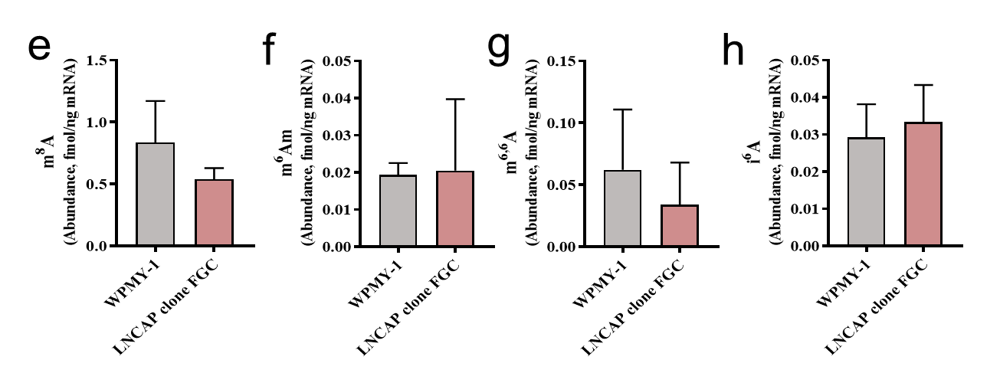 e
m⁸A
(Abundance, fmol/ng mRNA)
1.5
1.0
0.5
0.0
WPMY-1
LNCAP clone FGC
f
m⁶Am
(Abundance, fmol/ng mRNA)
0.05
0.04
0.03
0.02
0.01
0.00
WPMY-1
LNCAP clone FGC
g
m⁶,⁶A
(Abundance, fmol/ng mRNA)
0.15
0.10
0.05
0.00
WPMY-1
LNCAP clone FGC
h
i⁶A
(Abundance, fmol/ng mRNA)
0.05
0.04
0.03
0.02
0.01
0.00
WPMY-1
LNCAP clone FGC